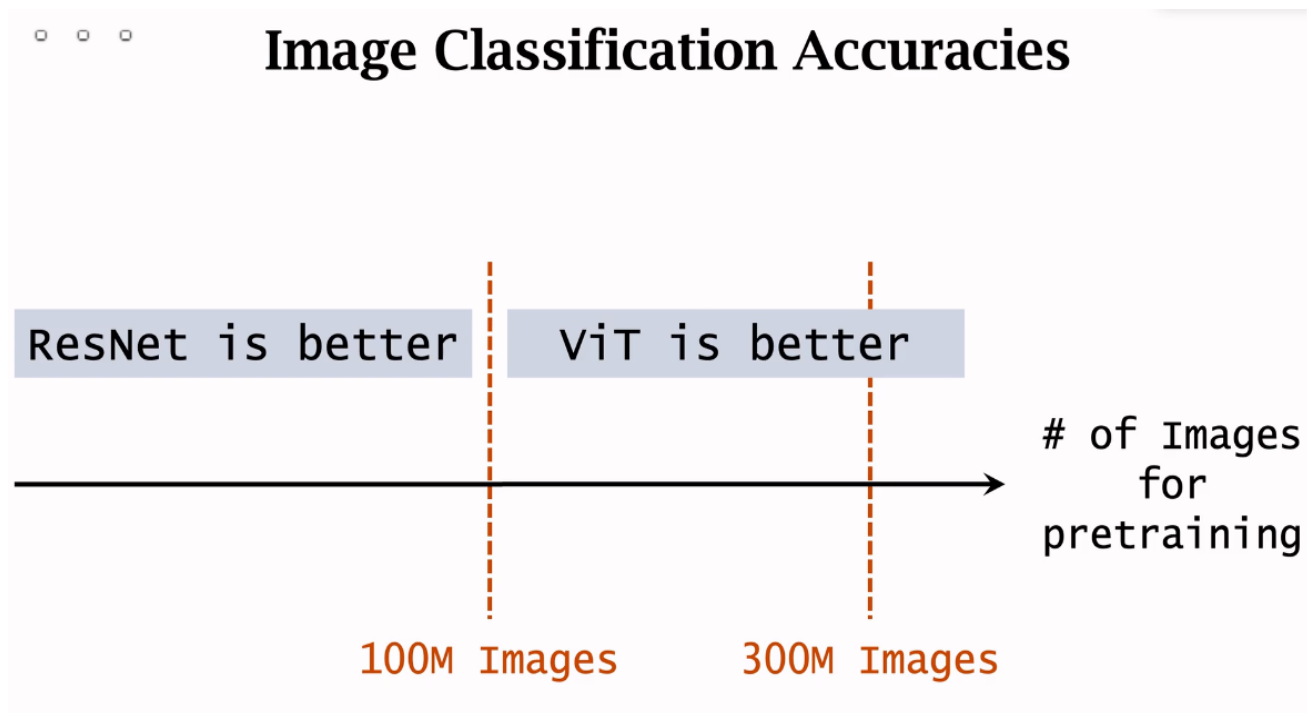 Image Classification Accuracies
ResNet is better
ViT is better
# of Images
for
pretraining
100M Images
300M Images